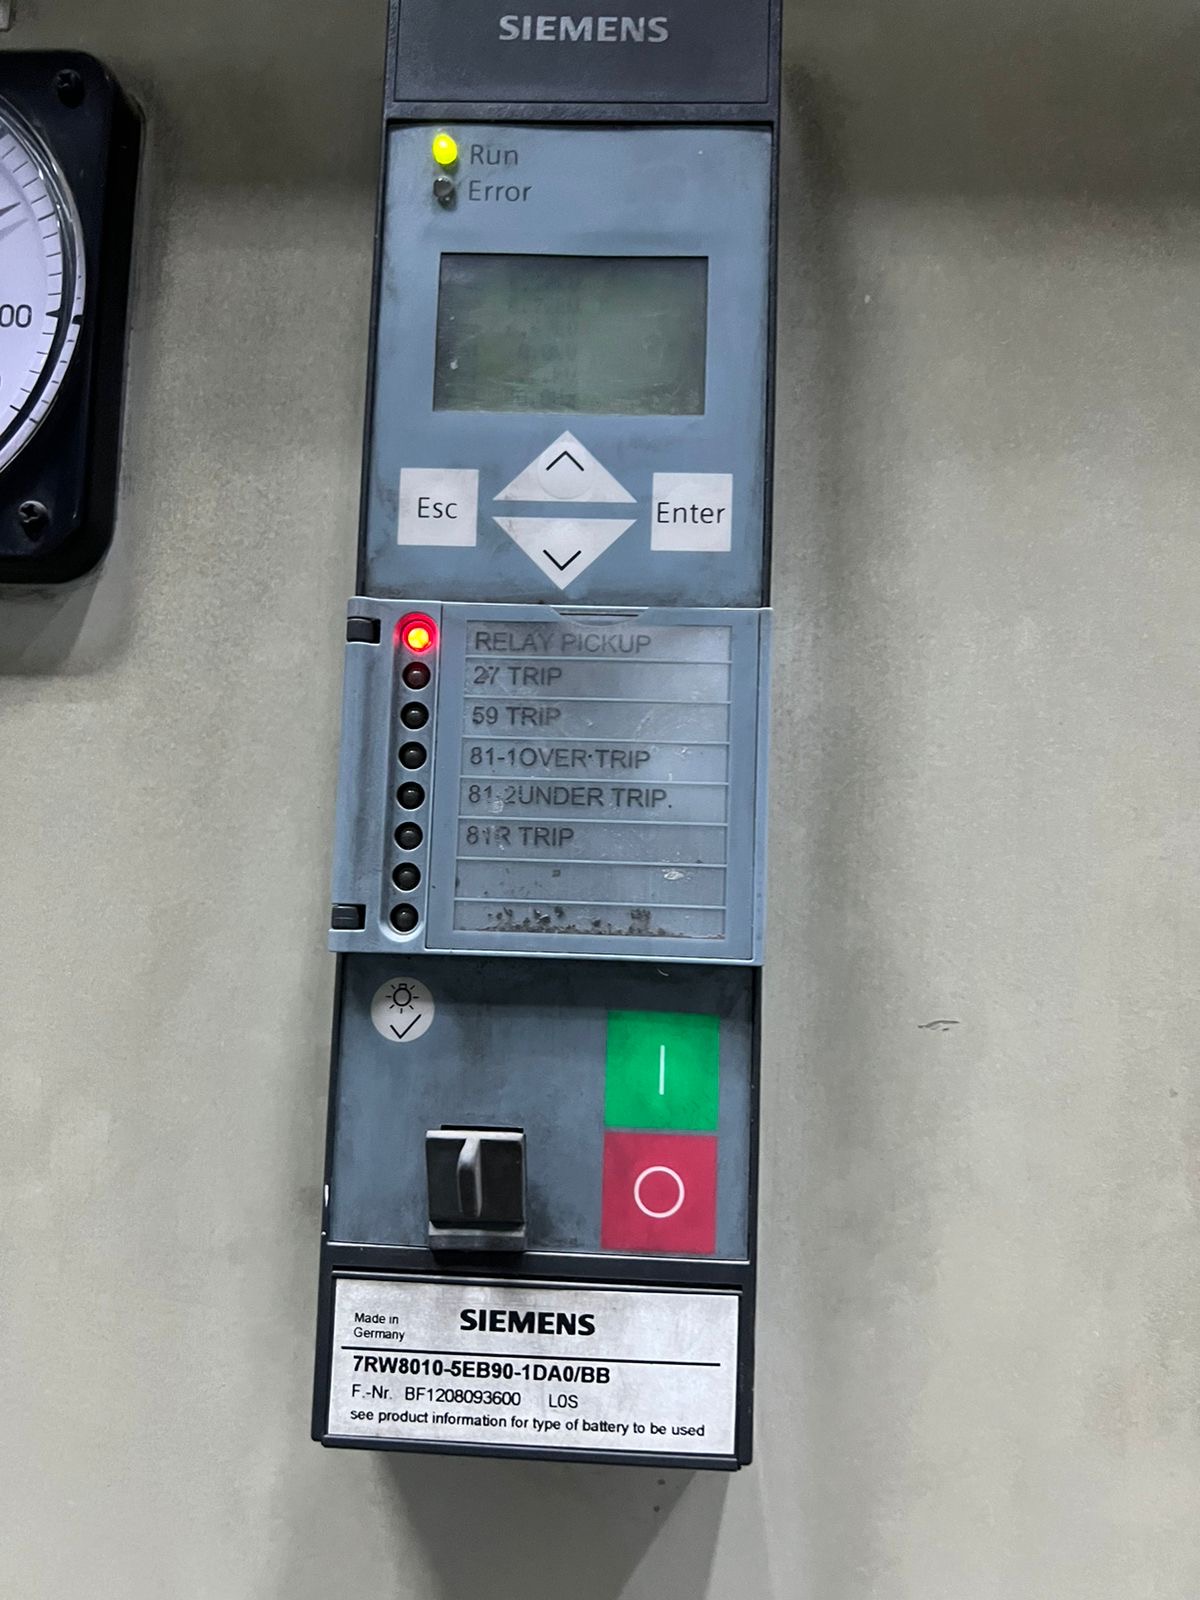 SIEMENS
Run
Error
00
Esc
Enter
RELAY PICKUP
27 TRIP
59 TRIP
81-1OVER TRIP
81-2UNDER TRIP.
81R TRIP
I
O
Made in
Germany
SIEMENS
7RW8010-5EB90-1DA0/BB
F.-Nr. BF1208093600 L0S
see product information for type of battery to be used